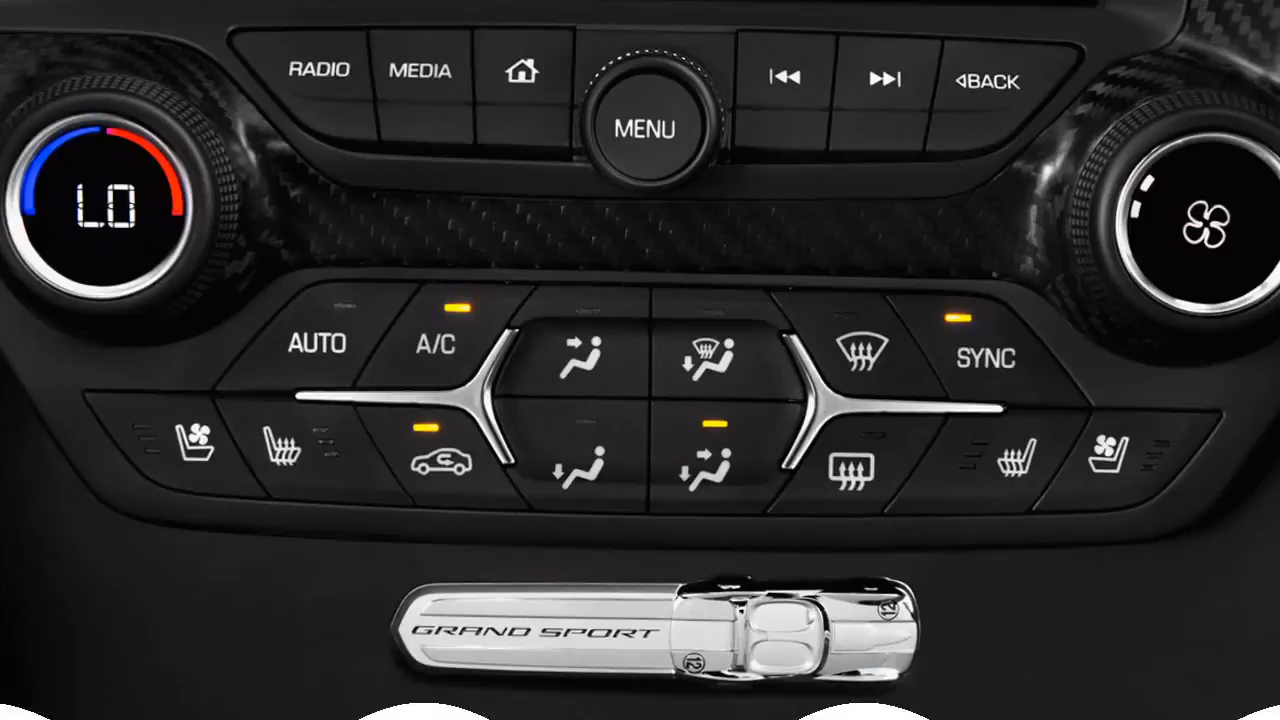 RADIO
MEDIA
MENU
BACK
LO
AUTO
A/C
SYNC
GRAND SPORT
12
12